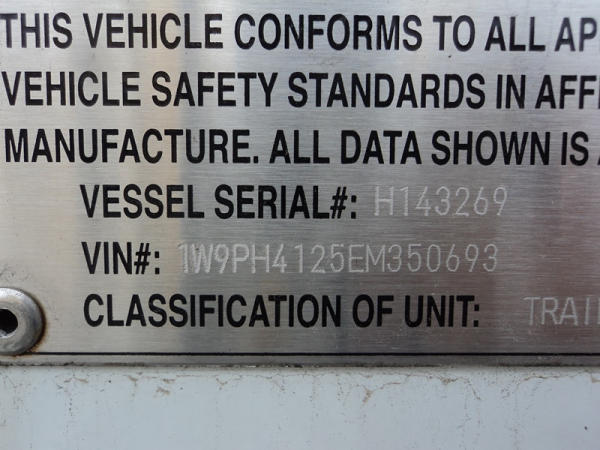 THIS VEHICLE CONFORMS TO ALL AP
VEHICLE SAFETY STANDARDS IN AFF
MANUFACTURE. ALL DATA SHOWN IS
VESSEL SERIAL#: H143269
VIN#: 1W9PH4125EM350693
CLASSIFICATION OF UNIT: TRAI